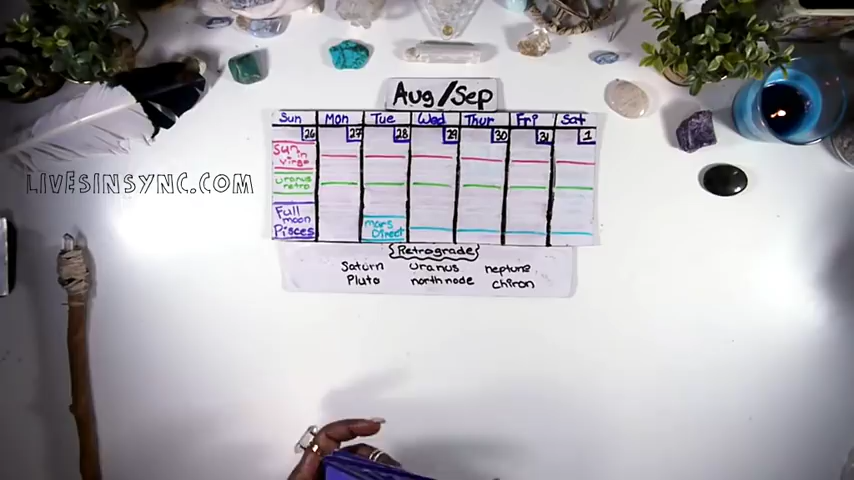 Aug/Sep
Sun Mon Tue Wed Thur Fri Sat
26 27 28 29 30 31 1
Sun in virgo
uranus retro
Full moon Pisces
mars Direct
LIVESINSYNC.COM
Retrograde
Saturn uranus neptune
Pluto north node chiron